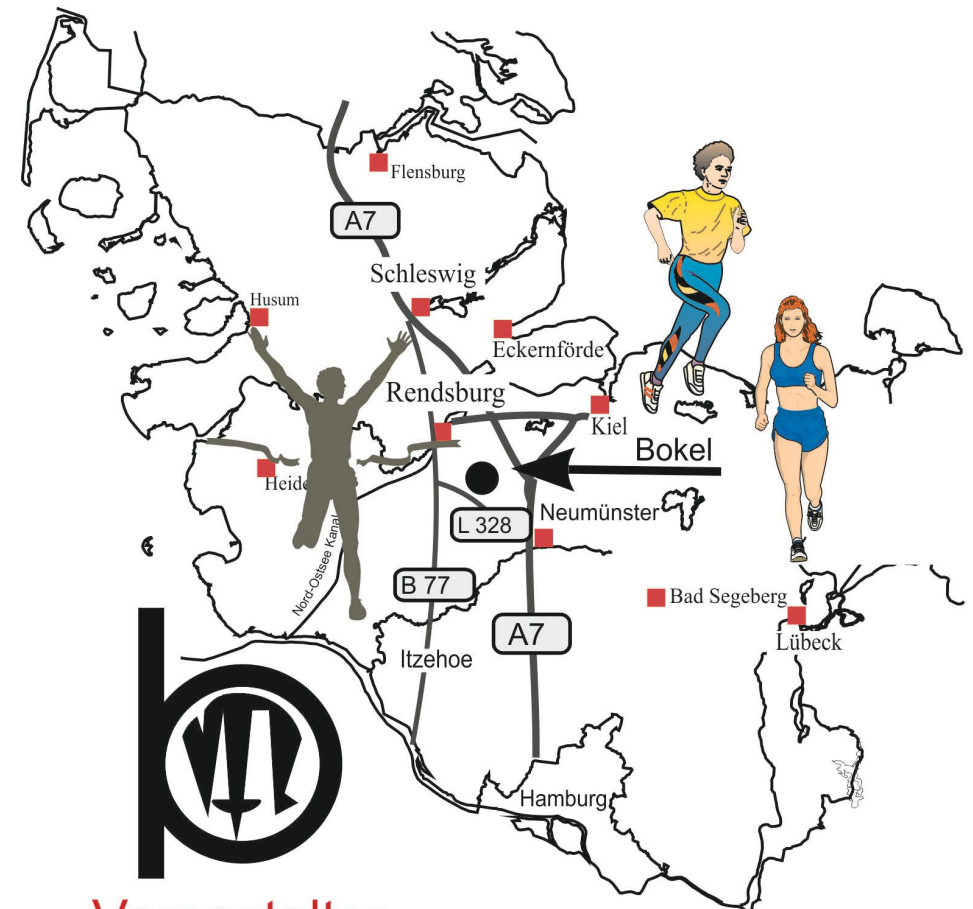 Flensburg
A7
Schleswig
Husum
Eckernförde
Rendsburg
Kiel
Bokel
Heide
L 328
Neumünster
Nord-Ostsee Kanal
B 77
Bad Segeberg
A7
Lübeck
Itzehoe
Hamburg
Veranstalter